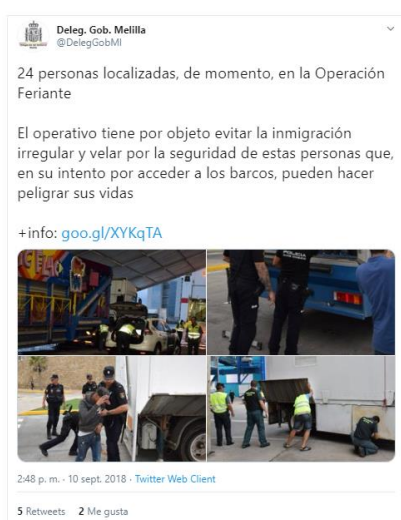 Deleg. Gob. Melilla
@DelegGobMl
24 personas localizadas, de momento, en la Operación
Feriante
El operativo tiene por objeto evitar la inmigración
irregular y velar por la seguridad de estas personas que,
en su intento por acceder a los barcos, pueden hacer
peligrar sus vidas
+info: goo.gl/XYKqTA
POLICIA
2:48 p. m. · 10 sept. 2018 · Twitter Web Client
5 Retweets 2 Me gusta